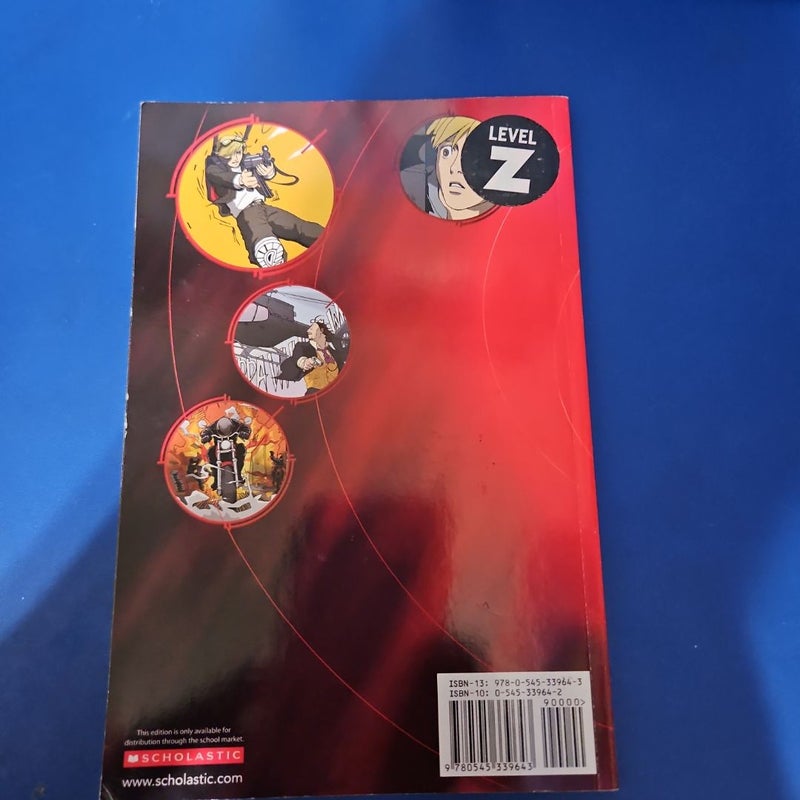 LEVEL
Z
ISBN-13: 978-0-545-33964-3
ISBN-10: 0-545-33964-2
90000>
9 780545 339643
This edition is only available for
distribution through the school market.
SCHOLASTIC
www.scholastic.com